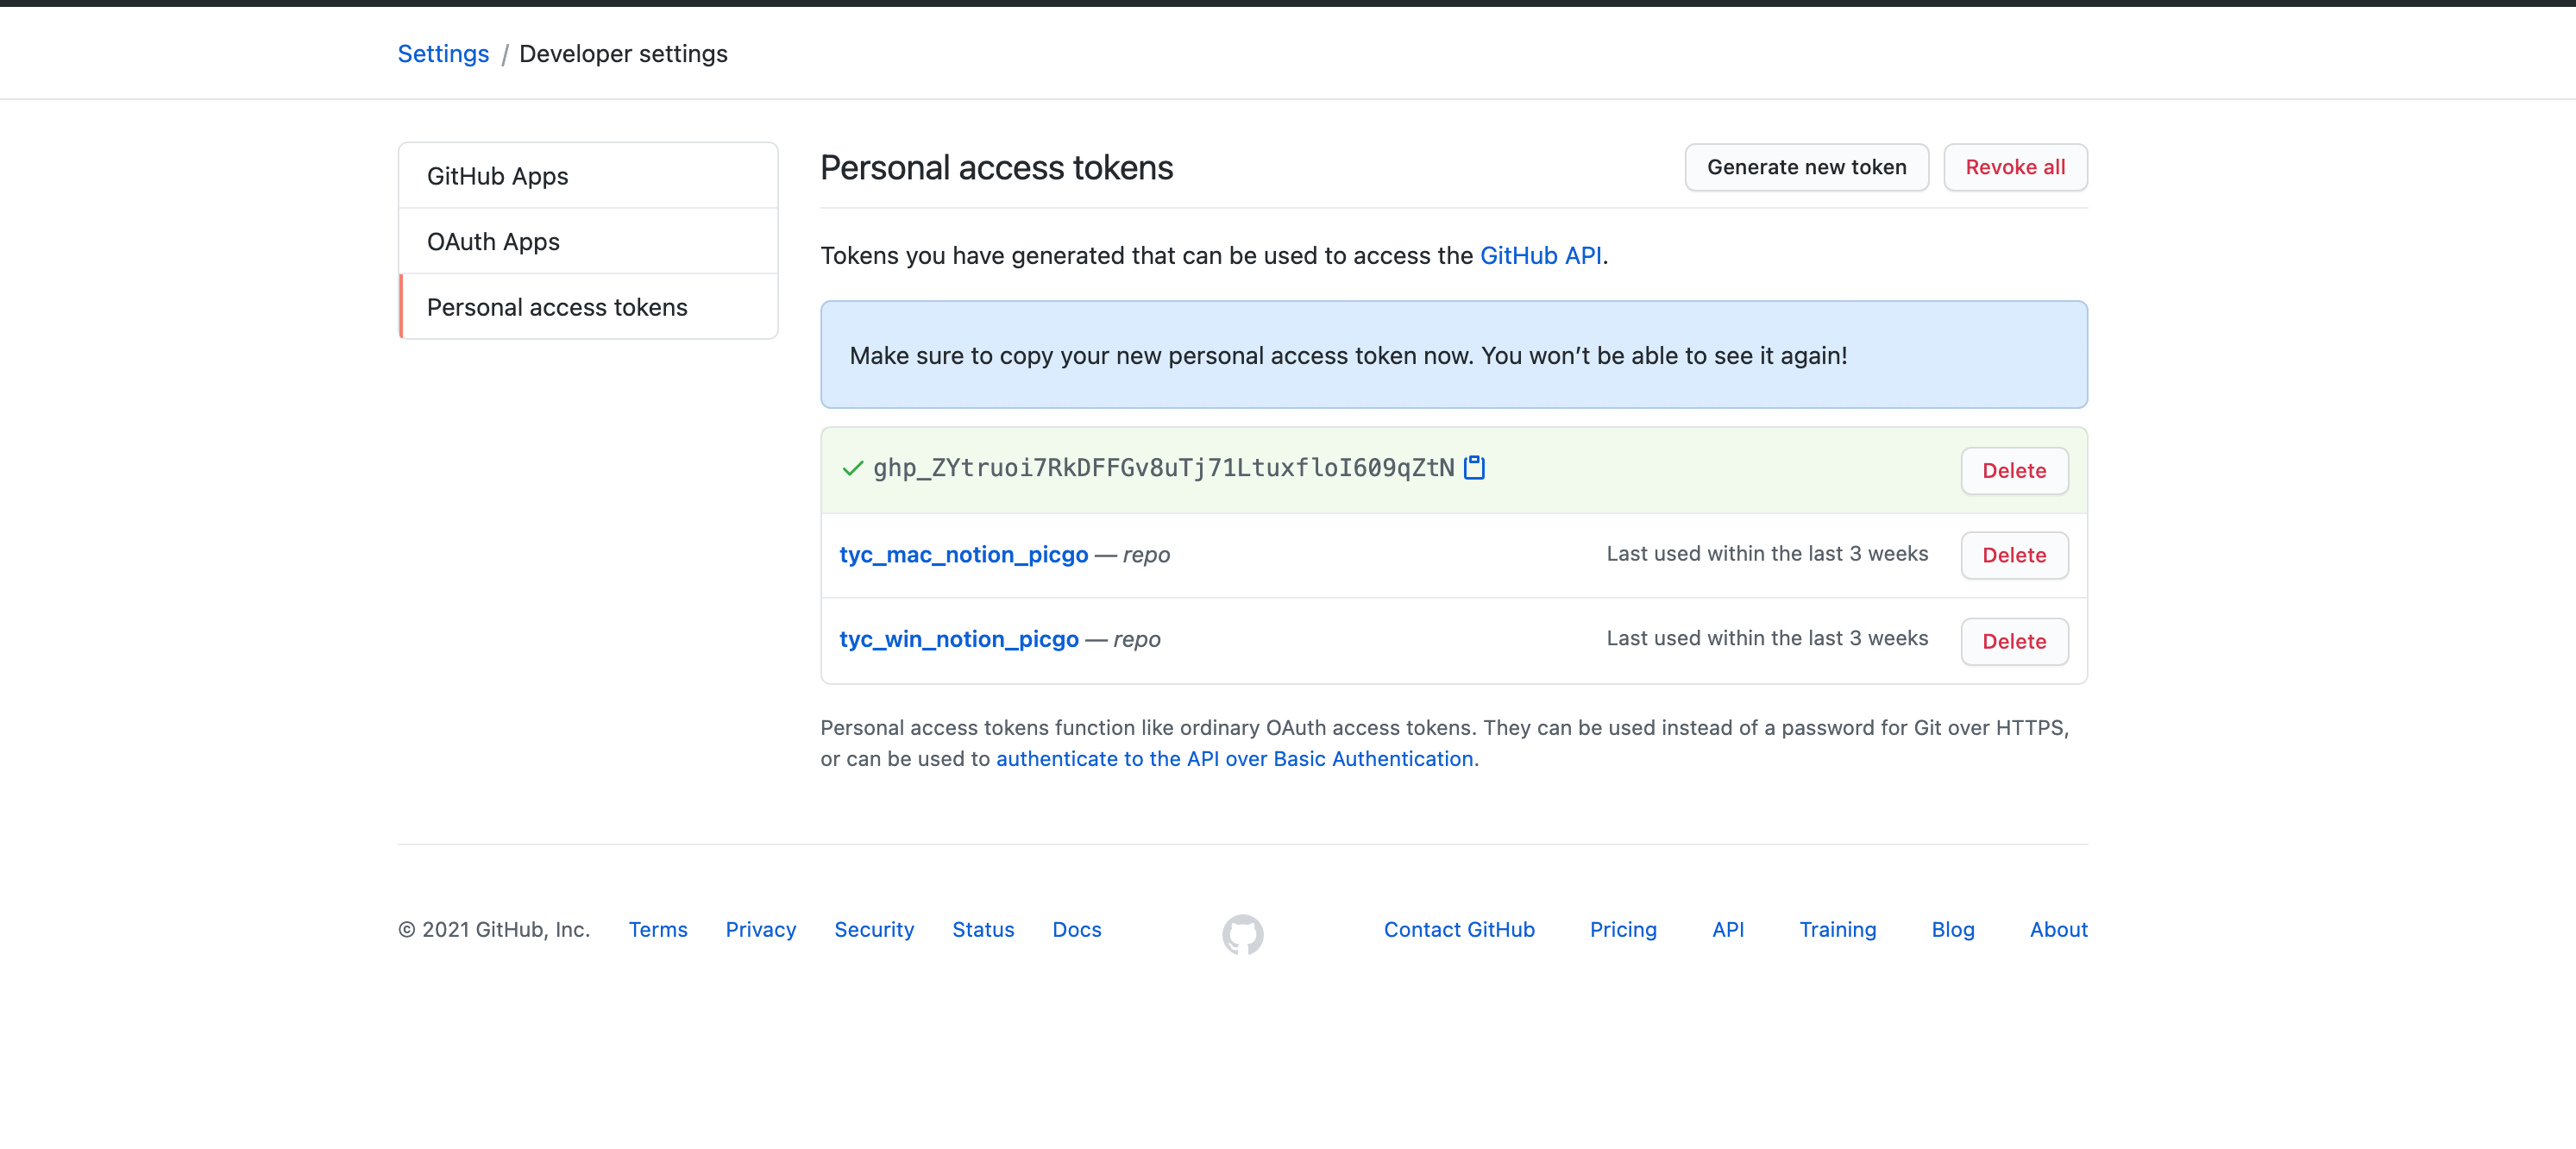 Settings / Developer settings
GitHub Apps
OAuth Apps
Personal access tokens
Personal access tokens
Generate new token
Revoke all
Tokens you have generated that can be used to access the GitHub API.
Make sure to copy your new personal access token now. You won’t be able to see it again!
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
Delete
tyc_mac_notion_picgo — repo
Last used within the last 3 weeks
Delete
tyc_win_notion_picgo — repo
Last used within the last 3 weeks
Delete
Personal access tokens function like ordinary OAuth access tokens. They can be used instead of a password for Git over HTTPS,
or can be used to authenticate to the API over Basic Authentication.
© 2021 GitHub, Inc. Terms Privacy Security Status Docs Contact GitHub Pricing API Training Blog About